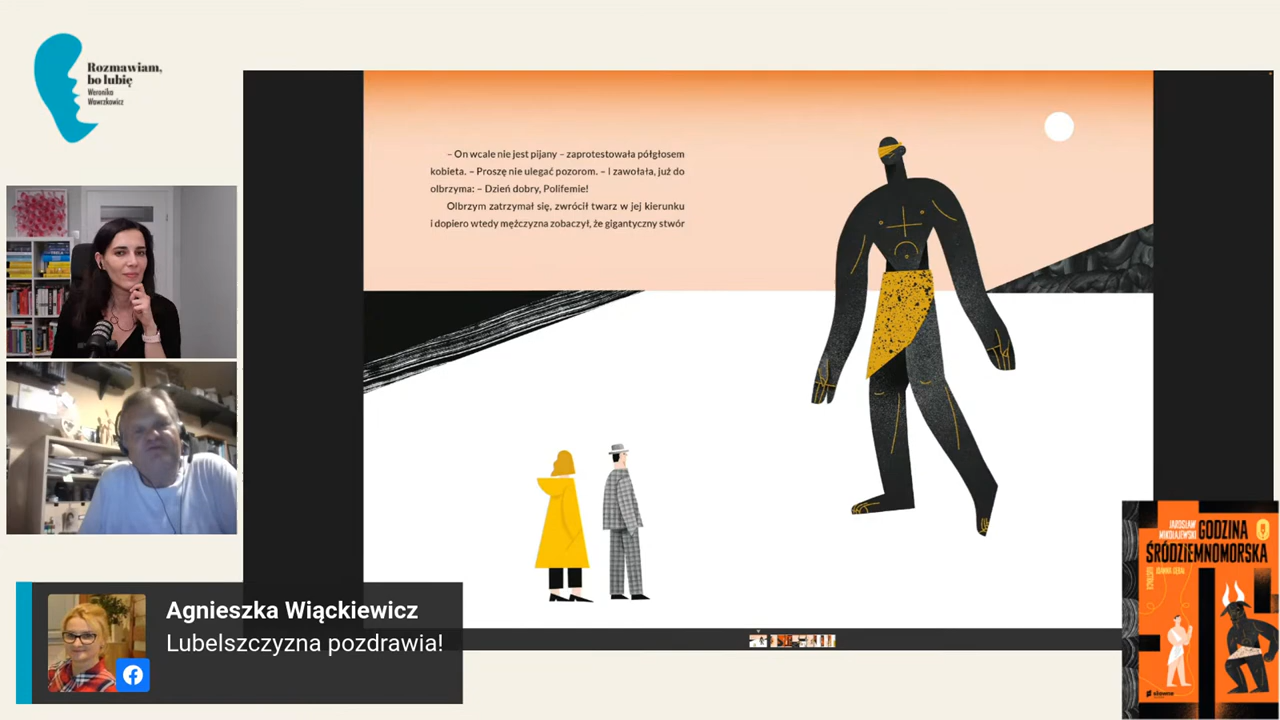 Rozmawiam,
bo lubię
Weronika
Wawrzkowicz
– On wcale nie jest pijany – zaprotestowała półgłosem
kobieta. – Proszę nie ulegać pozorom. – I zawołała, już do
olbrzyma: – Dzień dobry, Polifemie!
Olbrzym zatrzymał się, zwrócił twarz w jej kierunku
i dopiero wtedy mężczyzna zobaczył, że gigantyczny stwór
Agnieszka Wiąckiewicz
Lubelszczyzna pozdrawia!
JAROSŁAW
MIKOŁAJEWSKI
GODZINA
ŚRÓDZIEMNOMORSKA